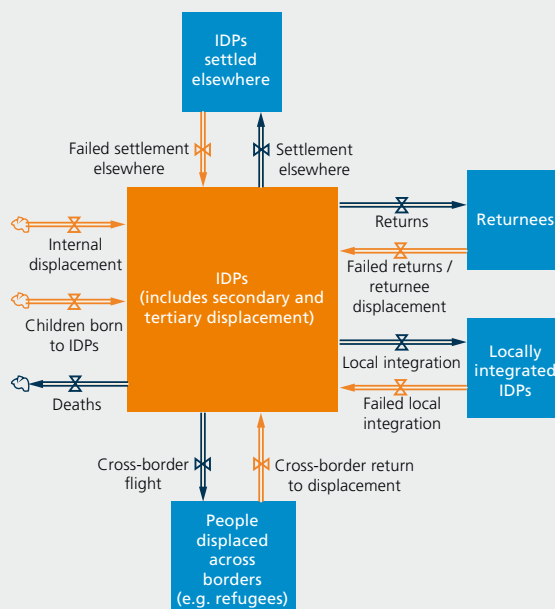 IDPs
settled
elsewhere
Failed settlement
elsewhere
Settlement
elsewhere
Internal
displacement
Children born
to IDPs
Deaths
IDPs
(includes secondary and
tertiary displacement)
Returns
Returnees
Failed returns /
returnee
displacement
Local integration
Locally
integrated
IDPs
Failed local
integration
Cross-border
flight
Cross-border return
to displacement
People
displaced
across
borders
(e.g. refugees)